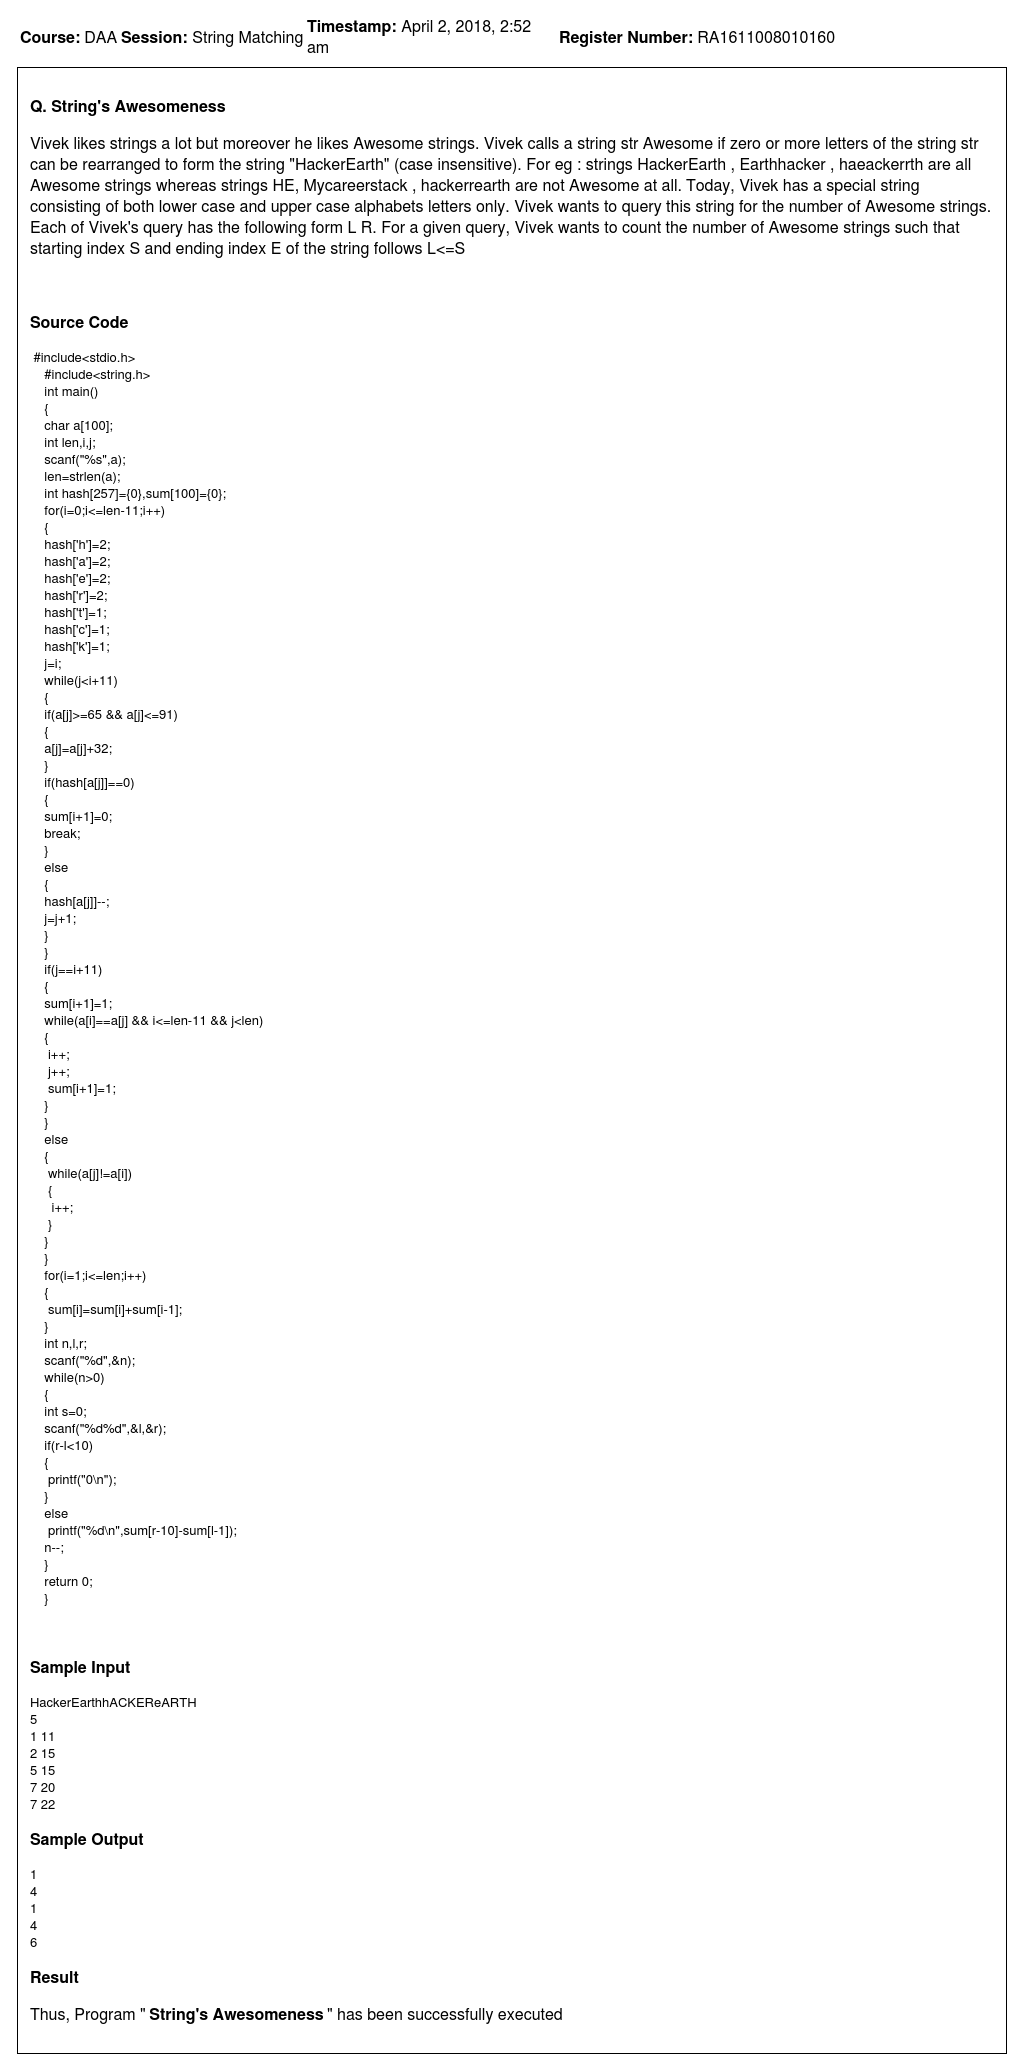 Course: DAA Session: String Matching Timestamp: April 2, 2018, 2:52 am Register Number: RA1611008010160
Q. String's Awesomeness
Vivek likes strings a lot but moreover he likes Awesome strings. Vivek calls a string str Awesome if zero or more letters of the string str
can be rearranged to form the string "HackerEarth" (case insensitive). For eg : strings HackerEarth , Earthhacker , haeackerrth are all
Awesome strings whereas strings HE, Mycareerstack , hackerrearth are not Awesome at all. Today, Vivek has a special string
consisting of both lower case and upper case alphabets letters only. Vivek wants to query this string for the number of Awesome strings.
Each of Vivek's query has the following form L R. For a given query, Vivek wants to count the number of Awesome strings such that
starting index S and ending index E of the string follows L<=S
Source Code
#include<stdio.h>
#include<string.h>
int main()
{
char a[100];
int len,i,j;
scanf("%s",a);
len=strlen(a);
int hash[257]={0},sum[100]={0};
for(i=0;i<=len-11;i++)
{
hash['h']=2;
hash['a']=2;
hash['e']=2;
hash['r']=2;
hash['t']=1;
hash['c']=1;
hash['k']=1;
j=i;
while(j<i+11)
{
if(a[j]>=65 && a[j]<=91)
{
a[j]=a[j]+32;
}
if(hash[a[j]]==0)
{
sum[i+1]=0;
break;
}
else
{
hash[a[j]]--;
j=j+1;
}
}
if(j==i+11)
{
sum[i+1]=1;
while(a[i]==a[j] && i<=len-11 && j<len)
{
i++;
j++;
sum[i+1]=1;
}
}
else
{
while(a[j]!=a[i])
{
i++;
}
}
}
for(i=1;i<=len;i++)
{
sum[i]=sum[i]+sum[i-1];
}
int n,l,r;
scanf("%d",&n);
while(n>0)
{
int s=0;
scanf("%d%d",&l,&r);
if(r-l<10)
{
printf("0\n");
}
else
printf("%d\n",sum[r-10]-sum[l-1]);
n--;
}
return 0;
}
Sample Input
HackerEarthhACKEReARTH
5
1 11
2 15
5 15
7 20
7 22
Sample Output
1
4
1
4
6
Result
Thus, Program " String's Awesomeness " has been successfully executed